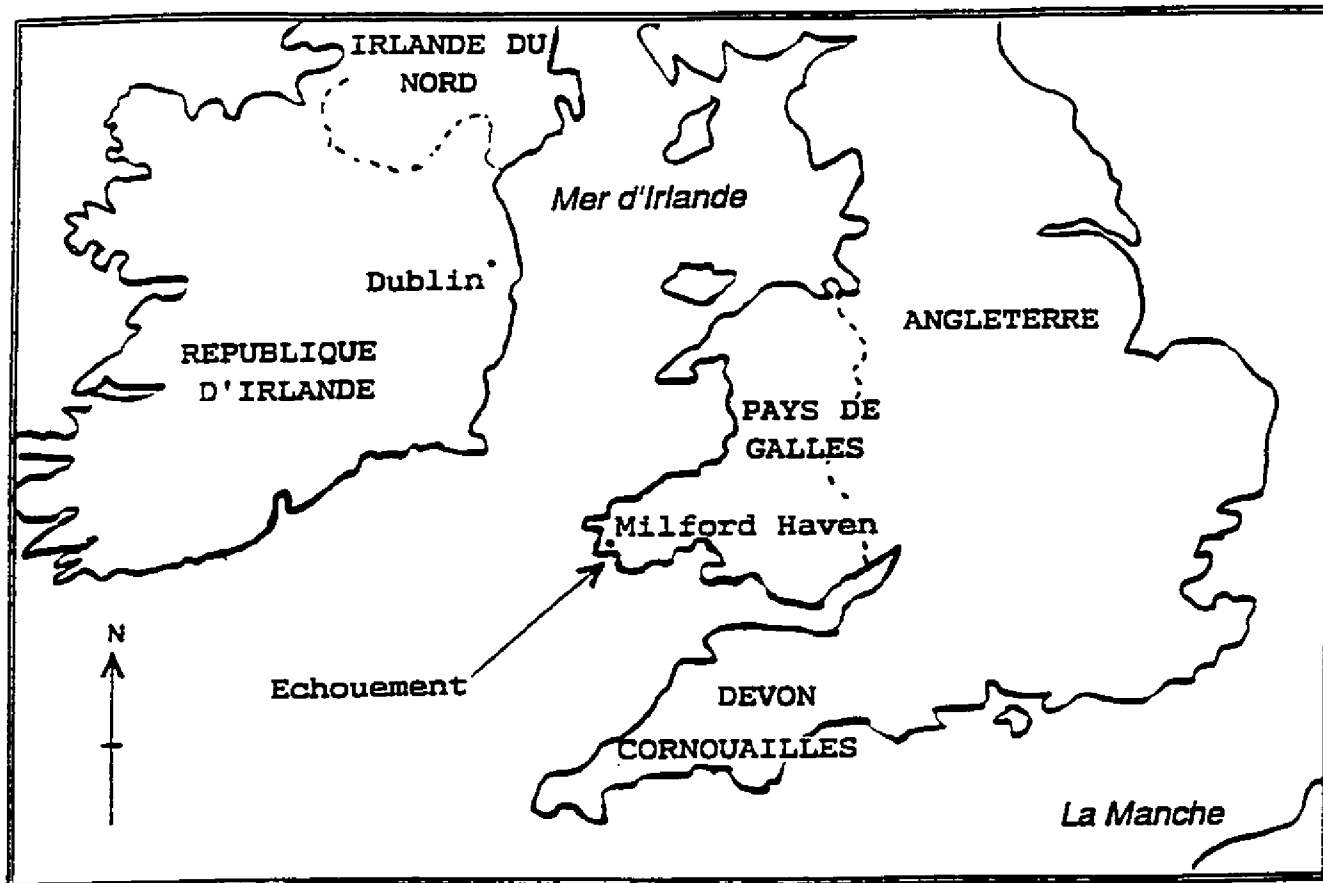 IRLANDE DU
NORD
Mer d'Irlande
Dublin
ANGLETERRE
REPUBLIQUE
D'IRLANDE
PAYS DE
GALLES
Milford Haven
N
Echouement
DEVON
CORNOUAILLES
La Manche